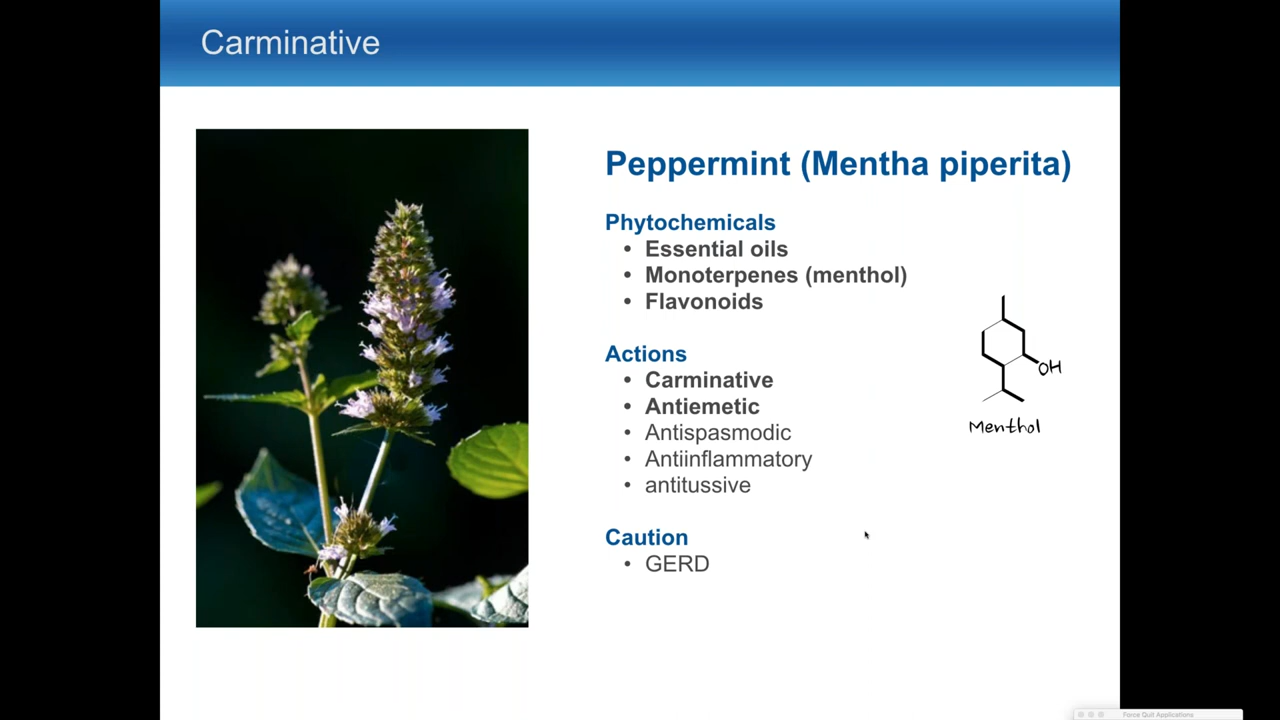 Carminative
Peppermint (Mentha piperita)
Phytochemicals
• Essential oils
• Monoterpenes (menthol)
• Flavonoids
Actions
• Carminative
• Antiemetic
• Antispasmodic
• Antiinflammatory
• antitussive
Caution
• GERD
OH
Menthol
Force Quit Applications